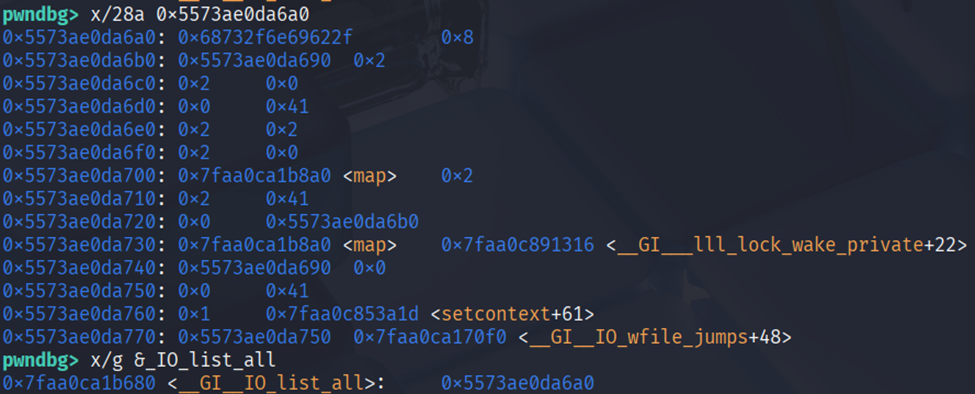 pwndbg> x/28a 0x5573ae0da6a0
0x5573ae0da6a0: 0x68732f6e69622f 0x8
0x5573ae0da6b0: 0x5573ae0da690 0x2
0x5573ae0da6c0: 0x2 0x0
0x5573ae0da6d0: 0x0 0x41
0x5573ae0da6e0: 0x2 0x2
0x5573ae0da6f0: 0x2 0x0
0x5573ae0da700: 0x7faa0ca1b8a0 <map> 0x2
0x5573ae0da710: 0x2 0x41
0x5573ae0da720: 0x0 0x5573ae0da6b0
0x5573ae0da730: 0x7faa0ca1b8a0 <map> 0x7faa0c891316 <__GI___lll_lock_wake_private+22>
0x5573ae0da740: 0x5573ae0da690 0x0
0x5573ae0da750: 0x0 0x41
0x5573ae0da760: 0x1 0x7faa0c853a1d <setcontext+61>
0x5573ae0da770: 0x5573ae0da750 0x7faa0ca170f0 <__GI__IO_wfile_jumps+48>
pwndbg> x/g &_IO_list_all
0x7faa0ca1b680 <__GI__IO_list_all>: 0x5573ae0da6a0